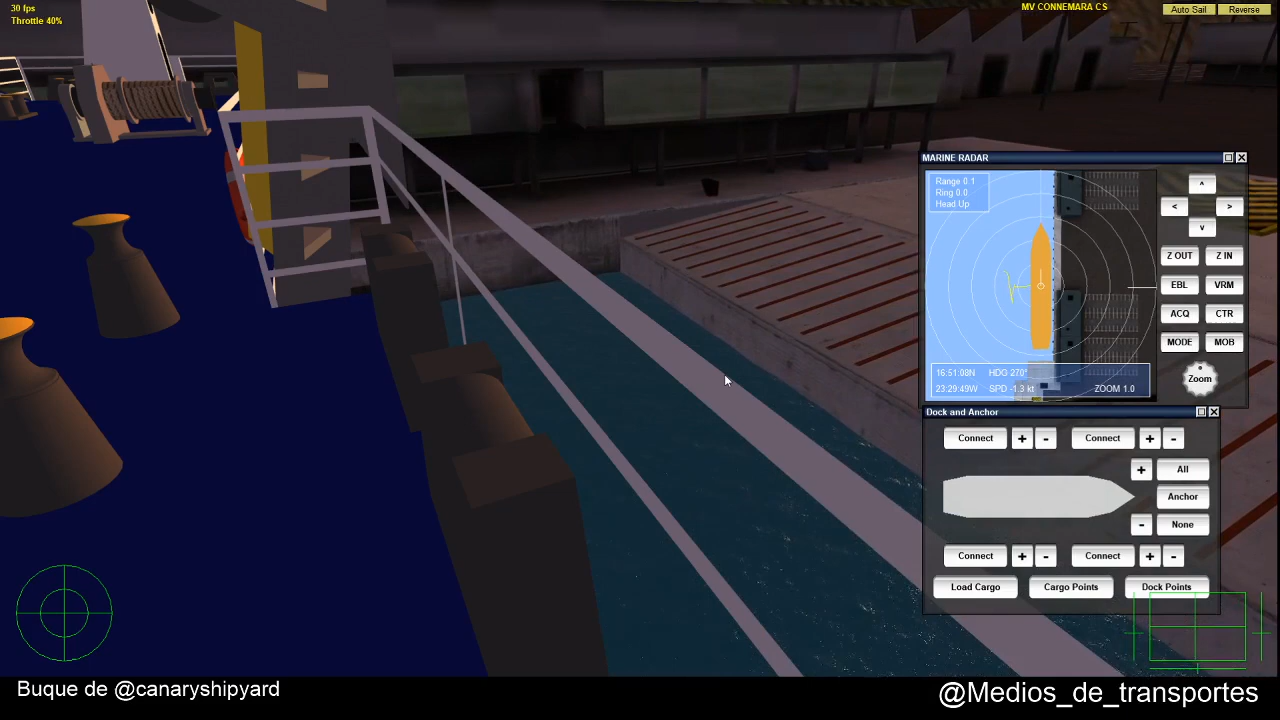 30 fps
Throttle 40%
MV CONNEMARA CS
Auto Sail
Reverse
MARINE RADAR
Range 0.1
Ring 0.0
Head Up
16:51:08N HDG 270°
23:29:49W SPD -1.3 kt ZOOM 1.0
^
< >
v
Z OUT Z IN
EBL VRM
ACQ CTR
MODE MOB
Zoom
Dock and Anchor
Connect + - Connect + -
+ All
Anchor
- None
Connect + - Connect + -
Load Cargo Cargo Points Dock Points
Buque de @canaryshipyard
@Medios_de_transportes